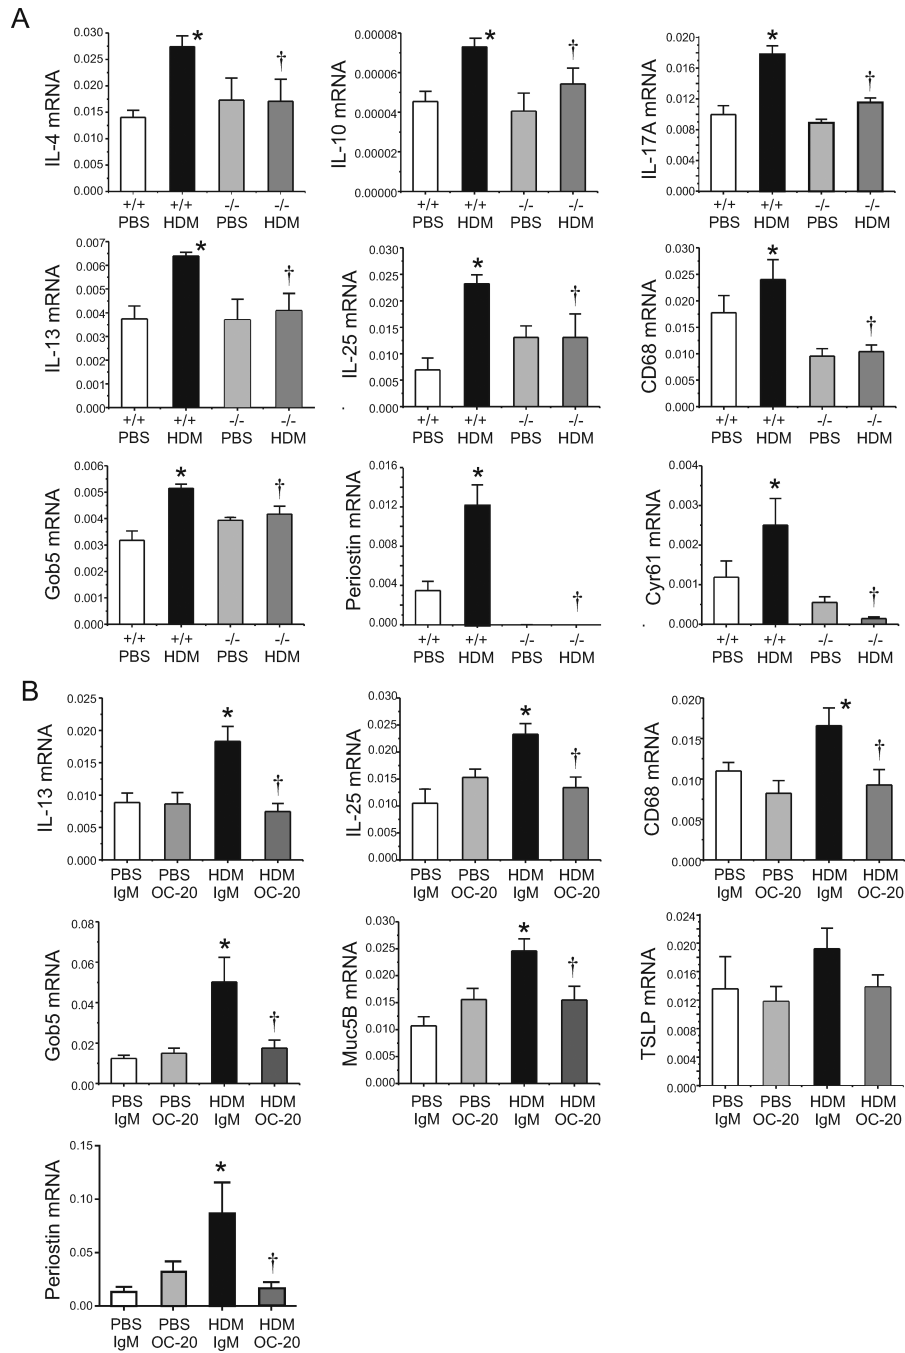 A
IL-4 mRNA
0.030
0.025
0.020
0.015
0.010
0.005
0.000
*
†
+/+ +/+ -/- -/-
PBS HDM PBS HDM
IL-10 mRNA
0.00008
0.00006
0.00004
0.00002
0.00000
*
†
+/+ +/+ -/- -/-
PBS HDM PBS HDM
IL-17A mRNA
0.020
0.016
0.012
0.008
0.004
0.000
*
†
+/+ +/+ -/- -/-
PBS HDM PBS HDM
IL-13 mRNA
0.007
0.006
0.005
0.004
0.003
0.002
0.001
0.000
*
†
+/+ +/+ -/- -/-
PBS HDM PBS HDM
IL-25 mRNA
0.030
0.025
0.020
0.015
0.010
0.005
0.000
*
†
+/+ +/+ -/- -/-
PBS HDM PBS HDM
CD68 mRNA
0.030
0.025
0.020
0.015
0.010
0.005
0.000
*
†
+/+ +/+ -/- -/-
PBS HDM PBS HDM
Gob5 mRNA
0.006
0.005
0.004
0.003
0.002
0.001
0.000
*
†
+/+ +/+ -/- -/-
PBS HDM PBS HDM
Periostin mRNA
0.016
0.012
0.008
0.004
0.000
*
†
+/+ +/+ -/- -/-
PBS HDM PBS HDM
Cyr61 mRNA
0.004
0.003
0.002
0.001
0.000
*
†
+/+ +/+ -/- -/-
PBS HDM PBS HDM
B
IL-13 mRNA
0.025
0.020
0.015
0.010
0.005
0.000
*
†
PBS PBS HDM HDM
IgM OC-20 IgM OC-20
IL-25 mRNA
0.030
0.025
0.020
0.015
0.010
0.005
0.000
*
†
PBS PBS HDM HDM
IgM OC-20 IgM OC-20
CD68 mRNA
0.020
0.015
0.010
0.005
0.000
*
†
PBS PBS HDM HDM
IgM OC-20 IgM OC-20
Gob5 mRNA
0.08
0.06
0.04
0.02
0.00
*
†
PBS PBS HDM HDM
IgM OC-20 IgM OC-20
Muc5B mRNA
0.030
0.025
0.020
0.015
0.010
0.005
0.000
*
†
PBS PBS HDM HDM
IgM OC-20 IgM OC-20
TSLP mRNA
0.024
0.020
0.016
0.012
0.008
0.004
0.000
PBS PBS HDM HDM
IgM OC-20 IgM OC-20
Periostin mRNA
0.15
0.10
0.05
0.00
*
†
PBS PBS HDM HDM
IgM OC-20 IgM OC-20